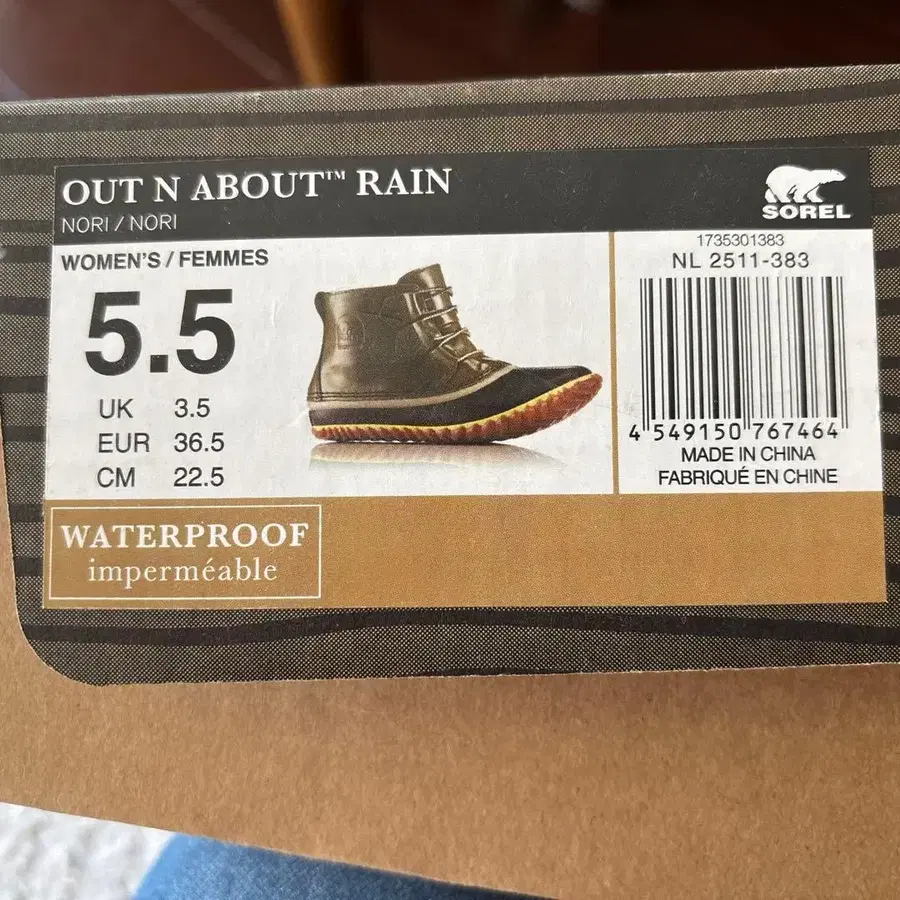 OUT N ABOUT™ RAIN
NORI / NORI
SOREL
WOMEN'S / FEMMES
5.5
UK 3.5
EUR 36.5
CM 22.5
1735301383
NL 2511-383
4 549150 767464
MADE IN CHINA
FABRIQUÉ EN CHINE
WATERPROOF
imperméable